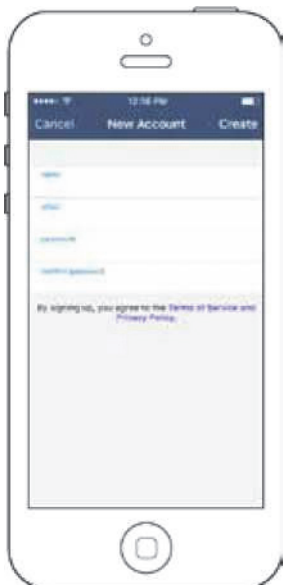 12:16 PM
Cancel New Account Create
name
email
password
confirm password
By signing up, you agree to the Terms of Service and
Privacy Policy.